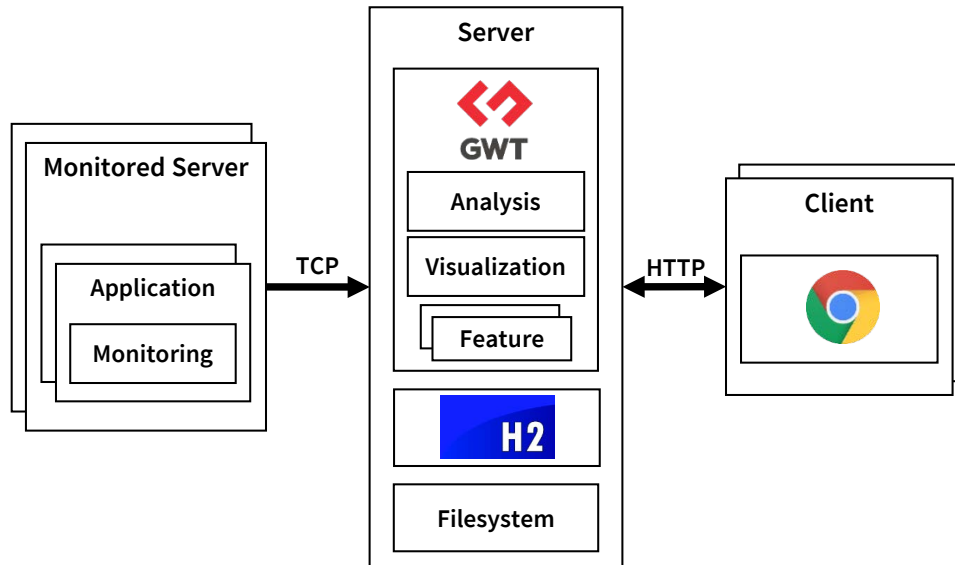 Server
GWT
Monitored Server
Analysis
Client
TCP
Visualization
HTTP
Application
Feature
Monitoring
H2
Filesystem